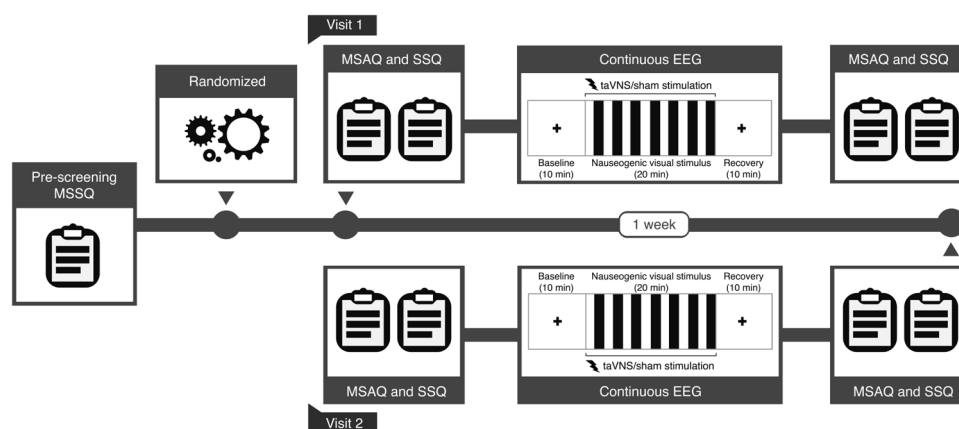 Visit 1
MSAQ and SSQ
Continuous EEG
MSAQ and SSQ
Randomized
taVNS/sham stimulation
+
+
Baseline
(10 min)
Nauseogenic visual stimulus
(20 min)
Recovery
(10 min)
Pre-screening
MSSQ
1 week
Baseline
(10 min)
Nauseogenic visual stimulus
(20 min)
Recovery
(10 min)
+
+
taVNS/sham stimulation
MSAQ and SSQ
Continuous EEG
MSAQ and SSQ
Visit 2